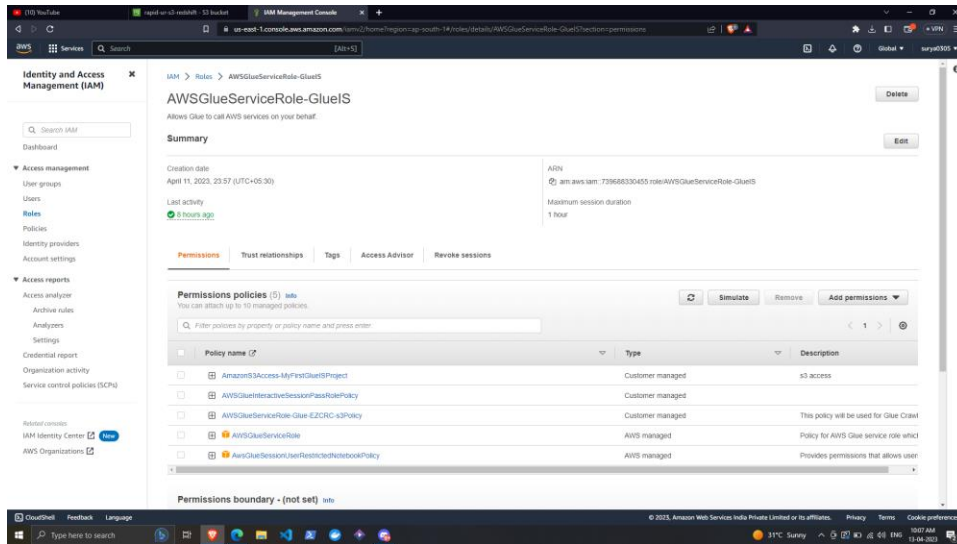 (10) YouTube
rapid-ur-s3-redshift - S3 bucket
IAM Management Console
us-east-1.console.aws.amazon.com/iamv2/home?region=ap-south-1#/roles/details/AWSGlueServiceRole-GlueIS?section=permissions
VPN
aws
Services
Search
[Alt+S]
Global
surya0305
Identity and Access Management (IAM)
Search IAM
Dashboard
Access management
User groups
Users
Roles
Policies
Identity providers
Account settings
Access reports
Access analyzer
Archive rules
Analyzers
Settings
Credential report
Organization activity
Service control policies (SCPs)
Related consoles
IAM Identity Center New
AWS Organizations
IAM > Roles > AWSGlueServiceRole-GlueIS
AWSGlueServiceRole-GlueIS
Delete
Allows Glue to call AWS services on your behalf.
Summary
Edit
Creation date
April 11, 2023, 23:57 (UTC+05:30)
ARN
arn:aws:iam::739688330455:role/AWSGlueServiceRole-GlueIS
Last activity
8 hours ago
Maximum session duration
1 hour
Permissions Trust relationships Tags Access Advisor Revoke sessions
Permissions policies (5) Info
You can attach up to 10 managed policies.
Simulate Remove Add permissions
Filter policies by property or policy name and press enter
1
Policy name Type Description
AmazonS3Access-MyFirstGlueISProject Customer managed s3 access
AWSGlueInteractiveSessionPassRolePolicy Customer managed
AWSGlueServiceRole-Glue-EZCRC-s3Policy Customer managed This policy will be used for Glue Crawl
AWSGlueServiceRole AWS managed Policy for AWS Glue service role whict
AwsGlueSessionUserRestrictedNotebookPolicy AWS managed Provides permissions that allows user
Permissions boundary - (not set) Info
CloudShell Feedback Language
© 2023, Amazon Web Services India Private Limited or its affiliates. Privacy Terms Cookie preferences
Type here to search
31°C Sunny
ENG
10:07 AM
13-04-2023